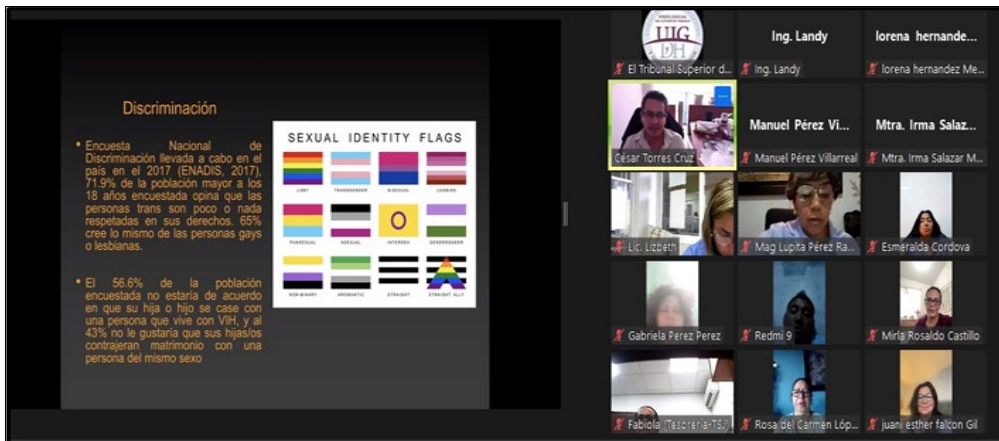 Discriminación
• Encuesta Nacional de
Discriminación llevada a cabo en el
país en el 2017 (ENADIS, 2017),
71.9% de la población mayor a los
18 años encuestada opina que las
personas trans son poco o nada
respetadas en sus derechos. 65%
cree lo mismo de las personas gays
o lesbianas.
• El 56.6% de la población
encuestada no estaría de acuerdo
en que su hija o hijo se case con
una persona que vive con VIH, y al
43% no le gustaría que sus hijas/os
contrajeran matrimonio con una
persona del mismo sexo
SEXUAL IDENTITY FLAGS
LGBT TRANSGENDER BISEXUAL LESBIAN
PANSEXUAL ASEXUAL INTERSEX GENDERQUEER
NON-BINARY AROMANTIC STRAIGHT STRAIGHT ALLY
UIG
y
DH
El Tribunal Superior d...
Ing. Landy
Ing. Landy
lorena hernande...
lorena hernandez Me...
César Torres Cruz
Manuel Pérez Vi...
Manuel Pérez Villarreal
Mtra. Irma Salaz...
Mtra. Irma Salazar M...
Lic. Lizbeth
Mag Lupita Pérez Ra...
Esmeralda Cordova
Gabriela Perez Perez
Redmi 9
Mirla Rosaldo Castillo
Fabiola (Tesorería-TSJ)
Rosa del Carmen Lóp...
juana esther falcon Gil